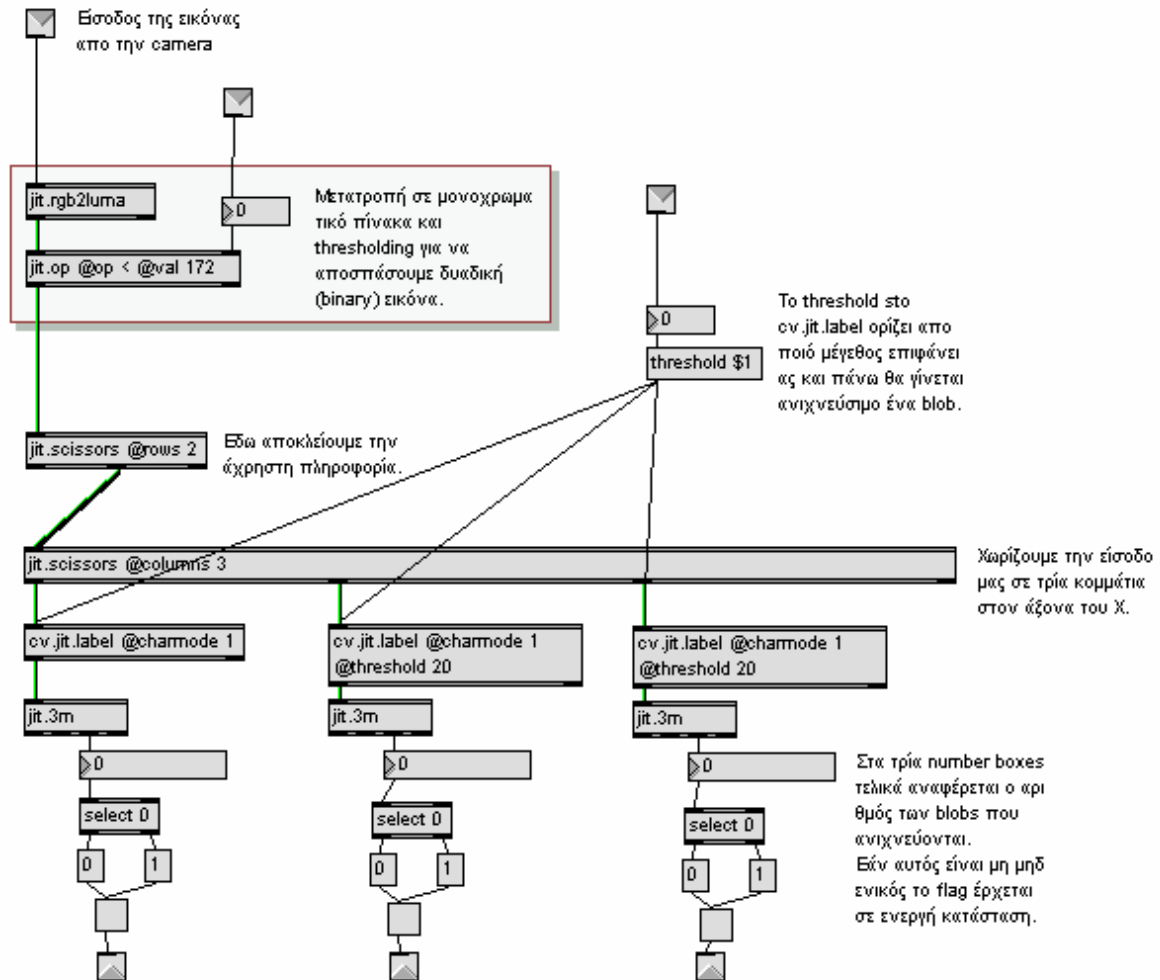 Είσοδος της εικόνας
απο την camera
jit.rgb2luma
0
jit.op @op < @val 172
Μετατροπή σε μονοχρωμα
τικό πίνακα και
thresholding για να
αποσπάσουμε δυαδική
(binary) εικόνα.
0
threshold $1
Το threshold sto
cv.jit.label ορίζει απο
ποιό μέγεθος επιφάνει
ας και πάνω θα γίνεται
ανιχνεύσιμο ένα blob.
jit.scissors @rows 2
Εδω αποκλείουμε την
άχρηστη πληροφορία.
jit.scissors @columns 3
Χωρίζουμε την είσοδο
μας σε τρία κομμάτια
στον άξονα του Χ.
cv.jit.label @charmode 1
cv.jit.label @charmode 1
@threshold 20
cv.jit.label @charmode 1
@threshold 20
jit.3m
jit.3m
jit.3m
0
0
0
select 0
select 0
select 0
0
1
0
1
0
1
Στα τρία number boxes
τελικά αναφέρεται ο αρι
θμός των blobs που
ανιχνεύονται.
Εάν αυτός είναι μη μηδ
ενικός το flag έρχεται
σε ενεργή κατάσταση.